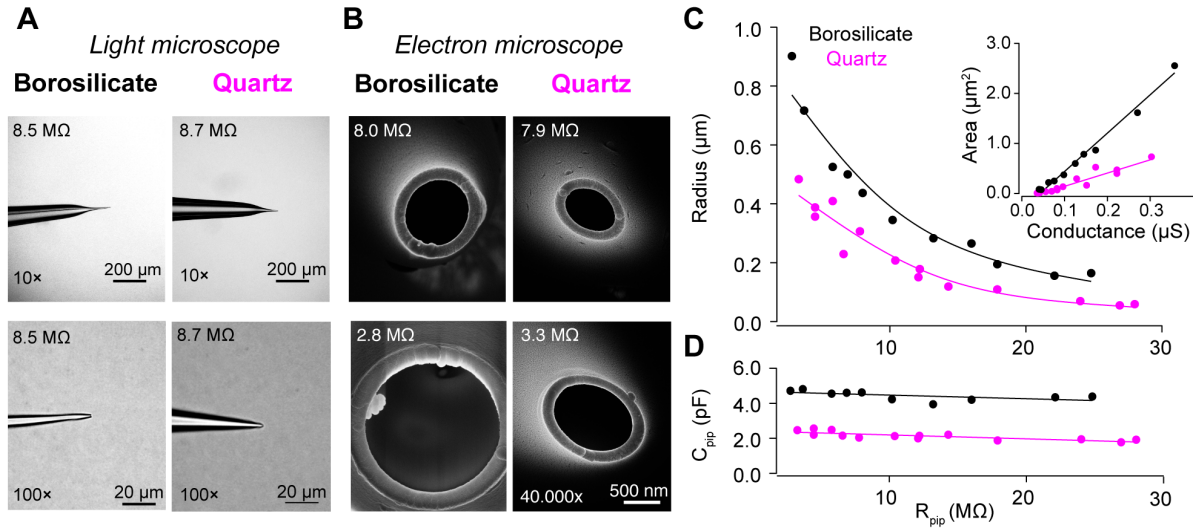 A
Light microscope
Borosilicate Quartz
8.5 MΩ
10×
200 µm
8.7 MΩ
10×
200 µm
8.5 MΩ
100×
20 µm
8.7 MΩ
100×
20 µm
B
Electron microscope
Borosilicate Quartz
8.0 MΩ
7.9 MΩ
2.8 MΩ
3.3 MΩ
40.000x
500 nm
C
Borosilicate
Quartz
Radius (µm)
1.0
0.8
0.6
0.4
0.2
0.0
10 20 30
Area (µm²)
3.0
2.0
1.0
0.0
0.0 0.1 0.2 0.3
Conductance (µS)
D
Cpip (pF)
6.0
4.0
2.0
0.0
10 20 30
Rpip (MΩ)